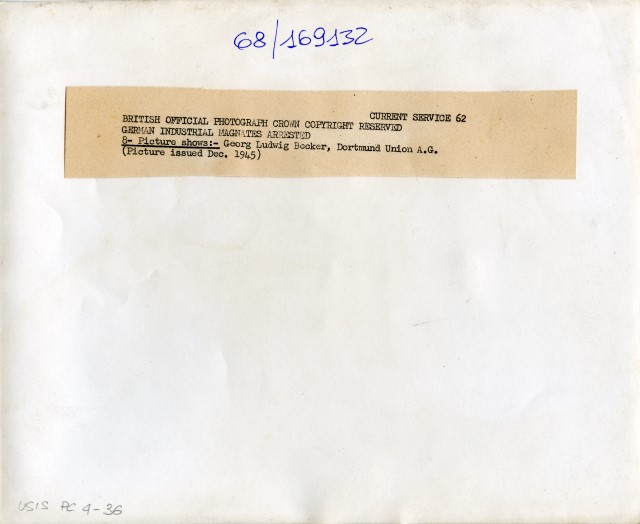 68/169132
CURRENT SERVICE 62
BRITISH OFFICIAL PHOTOGRAPH CROWN COPYRIGHT RESERVED
GERMAN INDUSTRIAL MAGNATES ARRESTED
8- Picture shows:- Georg Ludwig Becker, Dortmund Union A.G.
(Picture issued Dec. 1945)
USIS PC 4-36